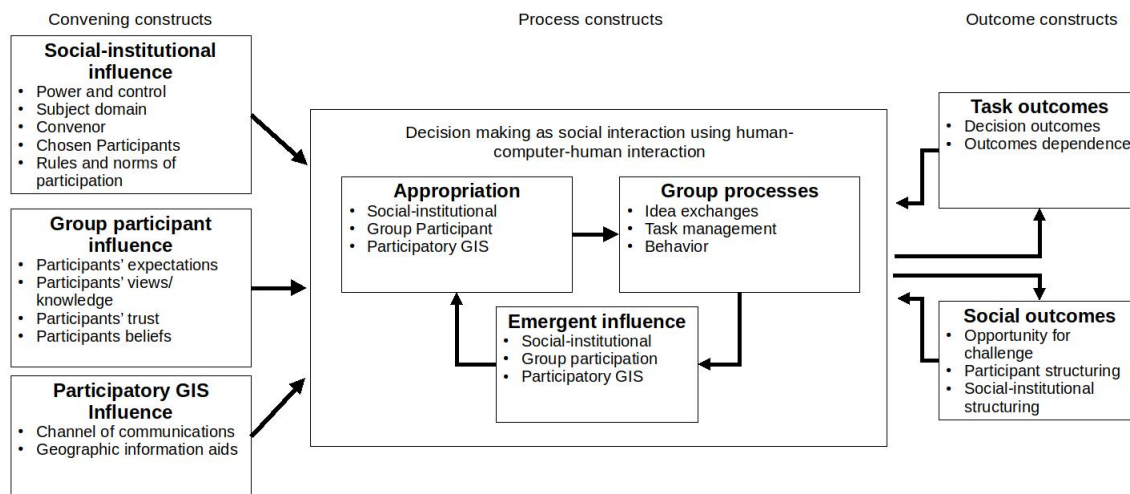 Convening constructs
Process constructs
Outcome constructs
Social-institutional
influence
• Power and control
• Subject domain
• Convenor
• Chosen Participants
• Rules and norms of
participation
Group participant
influence
• Participants' expectations
• Participants' views/
knowledge
• Participants' trust
• Participants beliefs
Participatory GIS
Influence
• Channel of communications
• Geographic information aids
Decision making as social interaction using human-
computer-human interaction
Appropriation
• Social-institutional
• Group Participant
• Participatory GIS
Group processes
• Idea exchanges
• Task management
• Behavior
Emergent influence
• Social-institutional
• Group participation
• Participatory GIS
Task outcomes
• Decision outcomes
• Outcomes dependence
Social outcomes
• Opportunity for
challenge
• Participant structuring
• Social-institutional
structuring